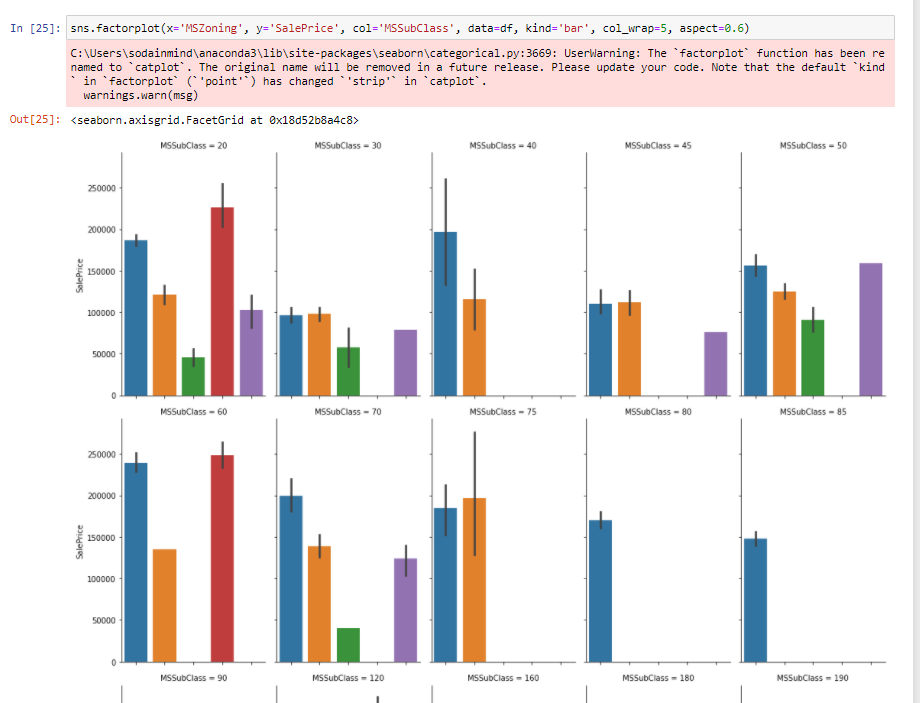 In [25]: sns.factorplot(x='MSZoning', y='SalePrice', col='MSSubClass', data=df, kind='bar', col_wrap=5, aspect=0.6)
C:\Users\sodainmind\anaconda3\lib\site-packages\seaborn\categorical.py:3669: UserWarning: The `factorplot` function has been re
named to `catplot`. The original name will be removed in a future release. Please update your code. Note that the default `kind
` in `factorplot` (`'point'`) has changed `'strip'` in `catplot`.
warnings.warn(msg)
Out[25]: <seaborn.axisgrid.FacetGrid at 0x18d52b8a4c8>
MSSubClass = 20 MSSubClass = 30 MSSubClass = 40 MSSubClass = 45 MSSubClass = 50
250000
200000
150000
SalePrice
100000
50000
0
MSSubClass = 60 MSSubClass = 70 MSSubClass = 75 MSSubClass = 80 MSSubClass = 85
250000
200000
150000
SalePrice
100000
50000
0
MSSubClass = 90 MSSubClass = 120 MSSubClass = 160 MSSubClass = 180 MSSubClass = 190